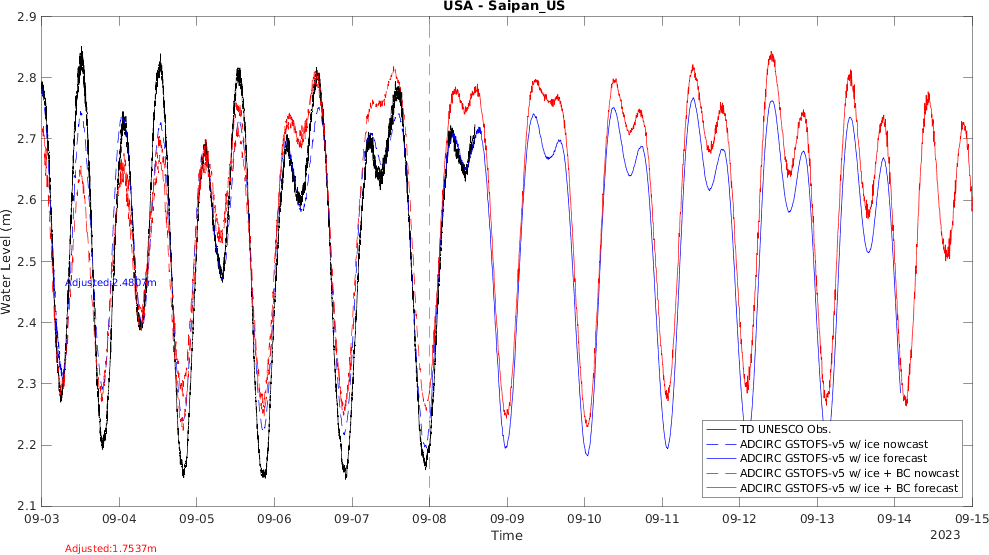 USA - Saipan_US
2.9
2.8
2.7
2.6
2.5
2.4
2.3
2.2
2.1
Water Level (m)
Adjusted:2.4807m
TD UNESCO Obs.
ADCIRC GSTOFS-v5 w/ ice nowcast
ADCIRC GSTOFS-v5 w/ ice forecast
ADCIRC GSTOFS-v5 w/ ice + BC nowcast
ADCIRC GSTOFS-v5 w/ ice + BC forecast
09-03 09-04 09-05 09-06 09-07 09-08 09-09 09-10 09-11 09-12 09-13 09-14 09-15
Time
2023
Adjusted:1.7537m